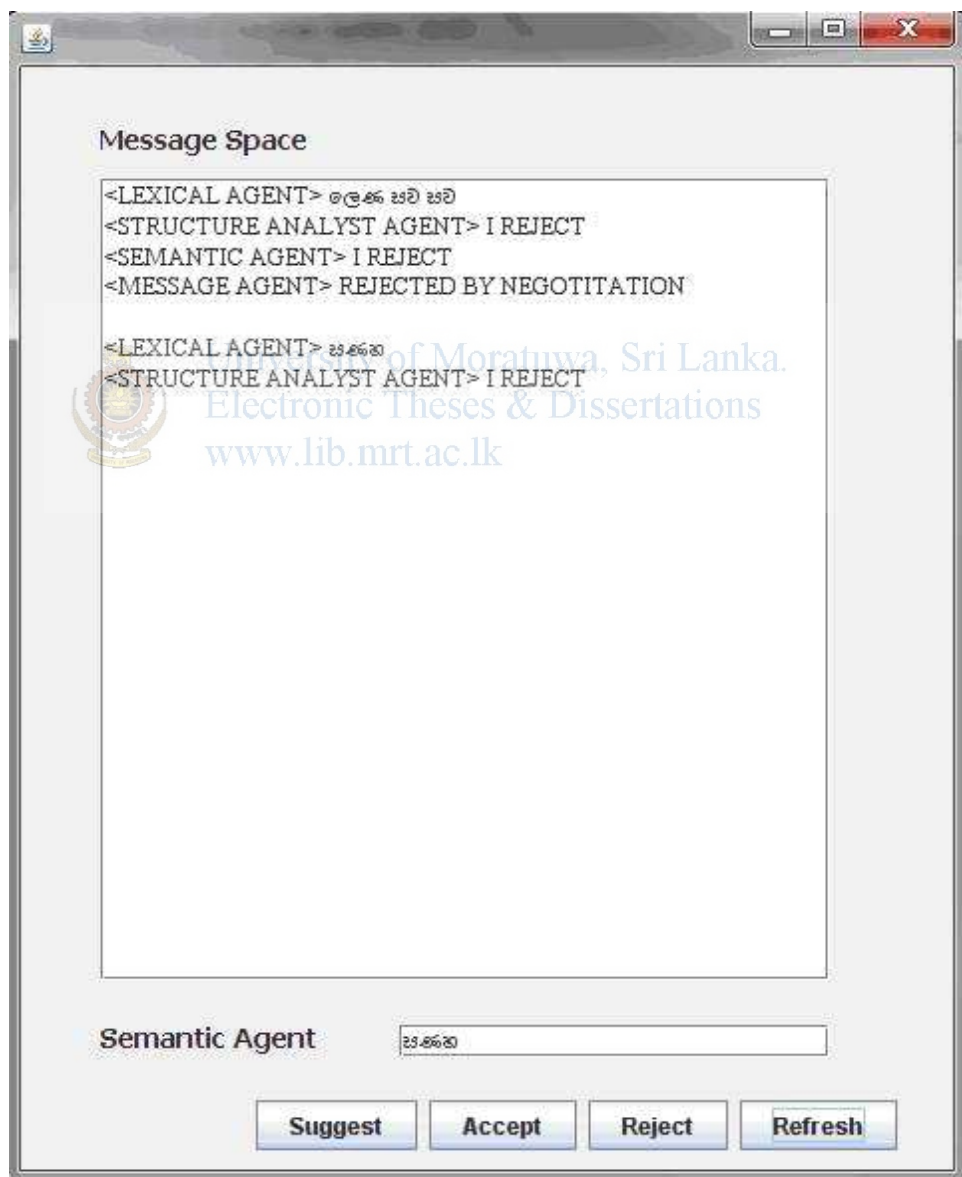 Message Space
<LEXICAL AGENT> ලෙණ සව සව
<STRUCTURE ANALYST AGENT> I REJECT
<SEMANTIC AGENT> I REJECT
<MESSAGE AGENT> REJECTED BY NEGOTITATION
<LEXICAL AGENT>
<STRUCTURE ANALYST AGENT> I REJECT
University of Moratuwa, Sri Lanka.
Electronic Theses & Dissertations
www.lib.mrt.ac.lk
Semantic Agent
Suggest Accept Reject Refresh